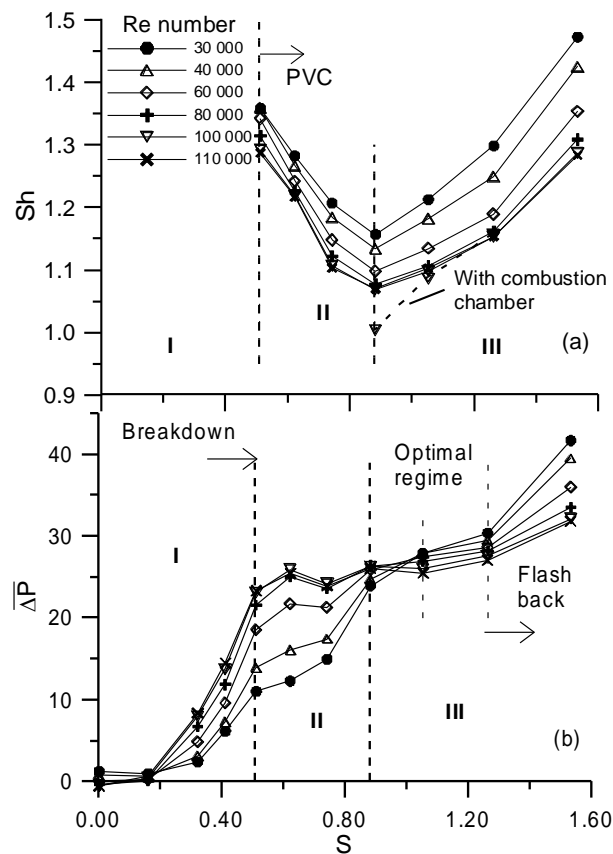 1.5
1.4
1.3
1.2
1.1
1.0
0.9
Sh
Re number
30 000
40 000
60 000
80 000
100 000
110 000
PVC
With combustion
chamber
I
II
III
(a)
40
30
20
10
0
ΔP
Breakdown
Optimal
regime
Flash
back
I
II
III
(b)
0.00
0.40
0.80
1.20
1.60
S